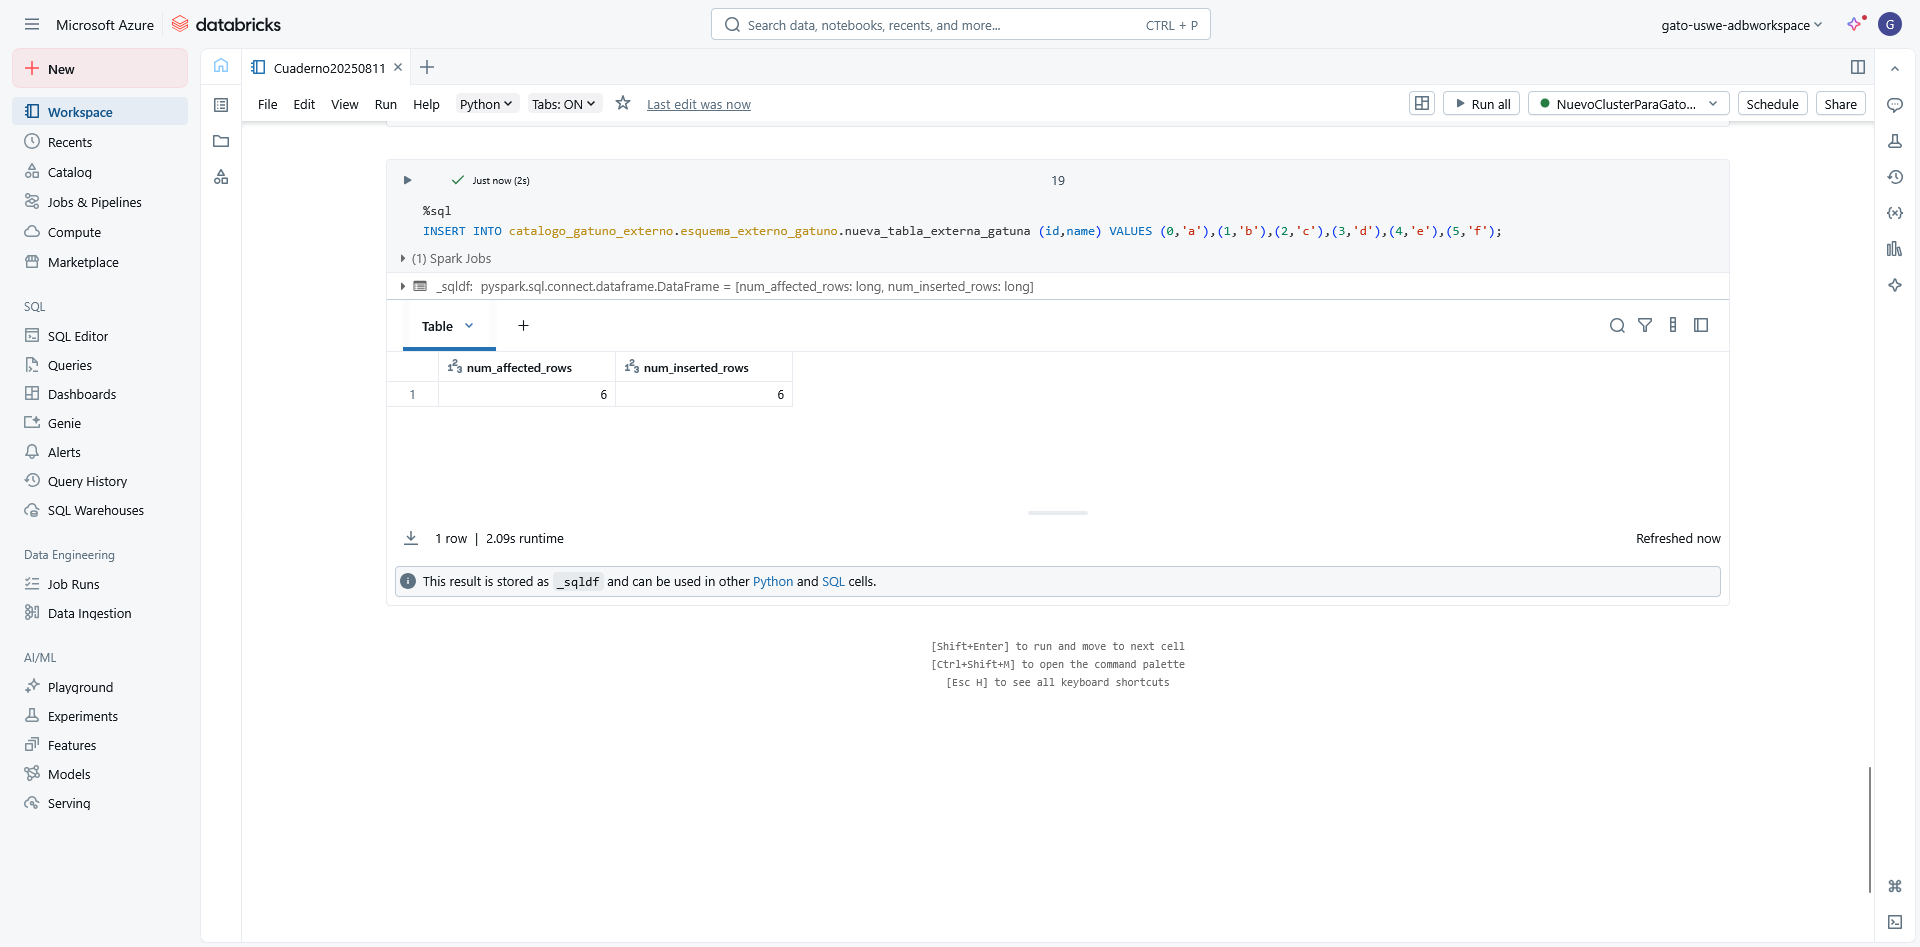 Microsoft Azure
databricks
Search data, notebooks, recents, and more...
CTRL + P
gato-uswe-adbworkspace
G
New
Workspace
Recents
Catalog
Jobs & Pipelines
Compute
Marketplace
SQL
SQL Editor
Queries
Dashboards
Genie
Alerts
Query History
SQL Warehouses
Data Engineering
Job Runs
Data Ingestion
AI/ML
Playground
Experiments
Features
Models
Serving
Cuaderno20250811
File
Edit
View
Run
Help
Python
Tabs: ON
Last edit was now
Run all
NuevoClusterParaGato...
Schedule
Share
Just now (2s)
19
%sql
INSERT INTO catalogo_gatuno_externo.esquema_externo_gatuno.nueva_tabla_externa_gatuna (id,name) VALUES (0,'a'),(1,'b'),(2,'c'),(3,'d'),(4,'e'),(5,'f');
(1) Spark Jobs
_sqldf: pyspark.sql.connect.dataframe.DataFrame = [num_affected_rows: long, num_inserted_rows: long]
Table
num_affected_rows
num_inserted_rows
1
6
6
1 row | 2.09s runtime
Refreshed now
This result is stored as _sqldf and can be used in other Python and SQL cells.
[Shift+Enter] to run and move to next cell
[Ctrl+Shift+M] to open the command palette
[Esc H] to see all keyboard shortcuts